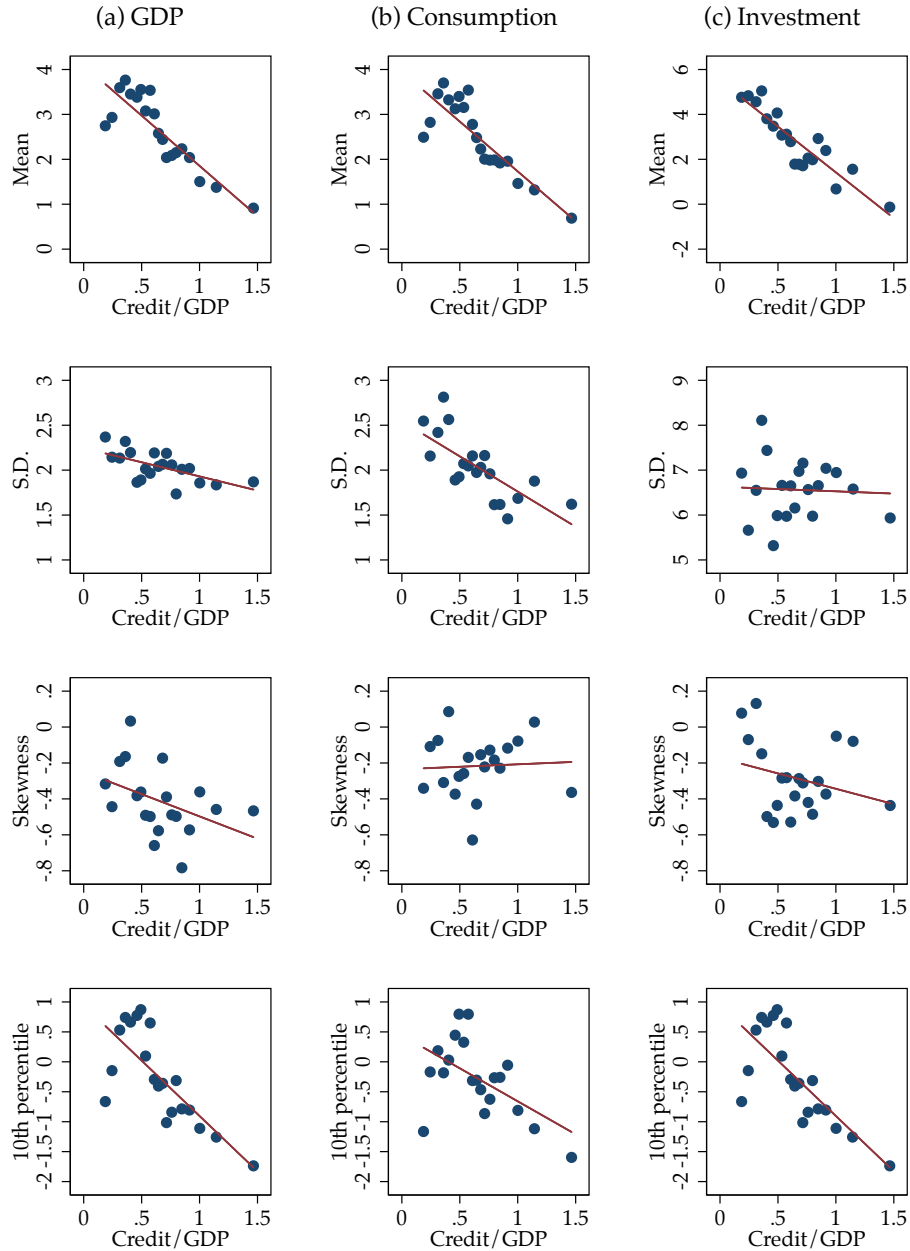 (a) GDP (b) Consumption (c) Investment
Mean
0 1 2 3 4
0 .5 1 1.5
Credit/GDP
Mean
0 1 2 3 4
0 .5 1 1.5
Credit/GDP
Mean
-2 0 2 4 6
0 .5 1 1.5
Credit/GDP
S.D.
1 1.5 2 2.5 3
0 .5 1 1.5
Credit/GDP
S.D.
1 1.5 2 2.5 3
0 .5 1 1.5
Credit/GDP
S.D.
5 6 7 8 9
0 .5 1 1.5
Credit/GDP
Skewness
-.8 -.6 -.4 -.2 0 .2
0 .5 1 1.5
Credit/GDP
Skewness
-.8 -.6 -.4 -.2 0 .2
0 .5 1 1.5
Credit/GDP
Skewness
-.8 -.6 -.4 -.2 0 .2
0 .5 1 1.5
Credit/GDP
10th percentile
-2 -1.5 -1 -.5 0 .5 1
0 .5 1 1.5
Credit/GDP
10th percentile
-2 -1.5 -1 -.5 0 .5 1
0 .5 1 1.5
Credit/GDP
10th percentile
-2 -1.5 -1 -.5 0 .5 1
0 .5 1 1.5
Credit/GDP